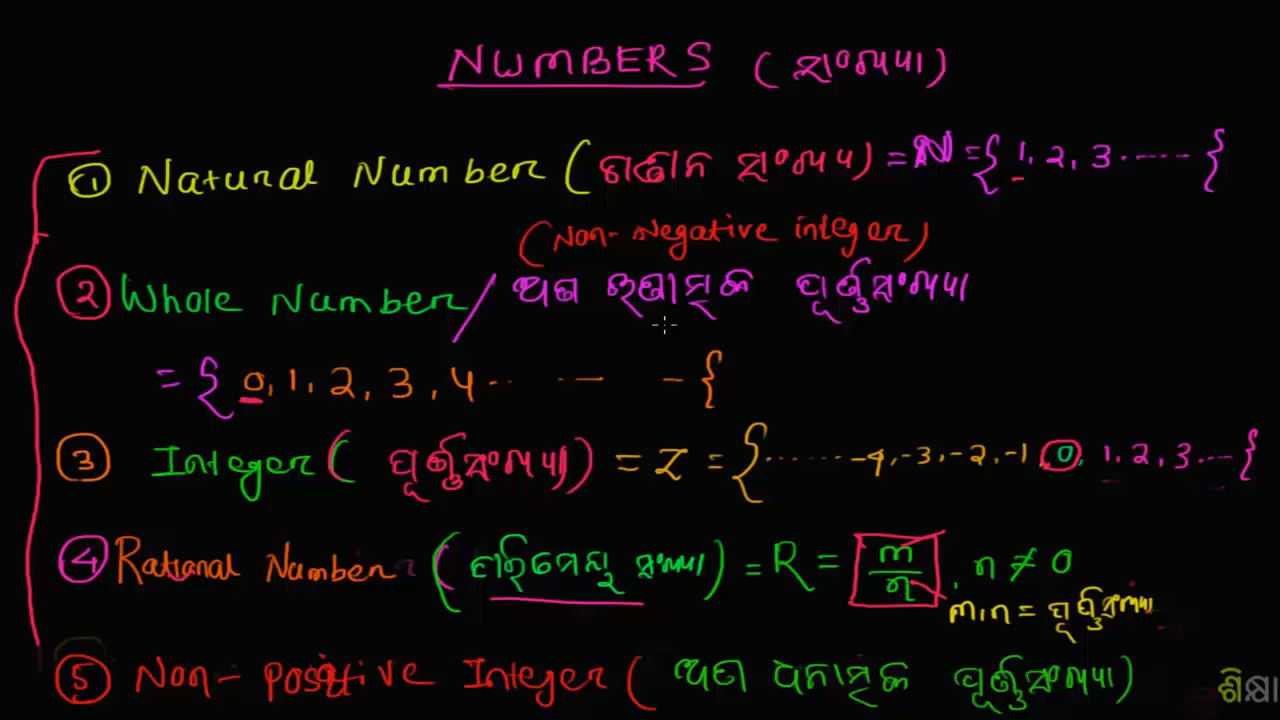 NUMBERS (ସଂଖ୍ୟା)
① Natural Number (ଗଣନ ସଂଖ୍ୟା) = N = { 1, 2, 3 ...... {
(Non-Negative integer)
② Whole Number / ଅଣ ଋଣାତ୍ମକ ପୂର୍ଣ୍ଣସଂଖ୍ୟା
= { 0, 1, 2, 3, 4 ... ... - {
③ Integer (ପୂର୍ଣ୍ଣସଂଖ୍ୟା) = Z = { ...... -4, -3, -2, -1, 0, 1, 2, 3 ... {
④ Rational Number (ପରିମେୟ ସଂଖ୍ୟା) = R = m/n, n ≠ 0
m, n = ପୂର୍ଣ୍ଣସଂଖ୍ୟା
⑤ Non-Positive Integer (ଅଣ ଧନାତ୍ମକ ପୂର୍ଣ୍ଣସଂଖ୍ୟା)
ଶିକ୍ଷା